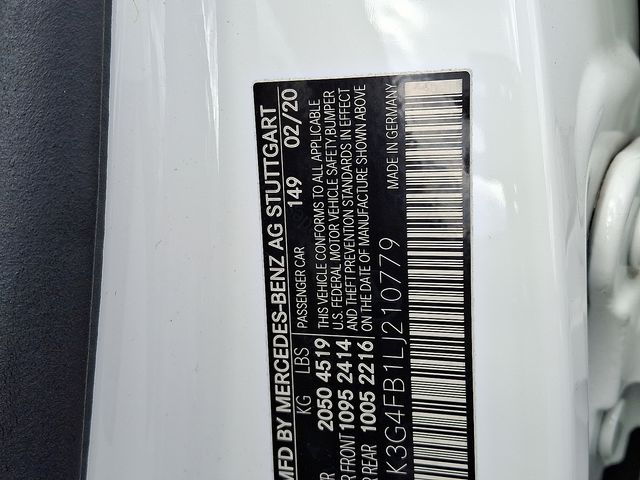 MFD BY MERCEDES-BENZ AG STUTTGART
KG LBS PASSENGER CAR 149 02/20
R 2050 4519 THIS VEHICLE CONFORMS TO ALL APPLICABLE
U.S. FEDERAL MOTOR VEHICLE SAFETY, BUMPER
R FRONT 1095 2414 AND THEFT PREVENTION STANDARDS IN EFFECT
R REAR 1005 2216 ON THE DATE OF MANUFACTURE SHOWN ABOVE
K3G4FB1LJ210779 MADE IN GERMANY